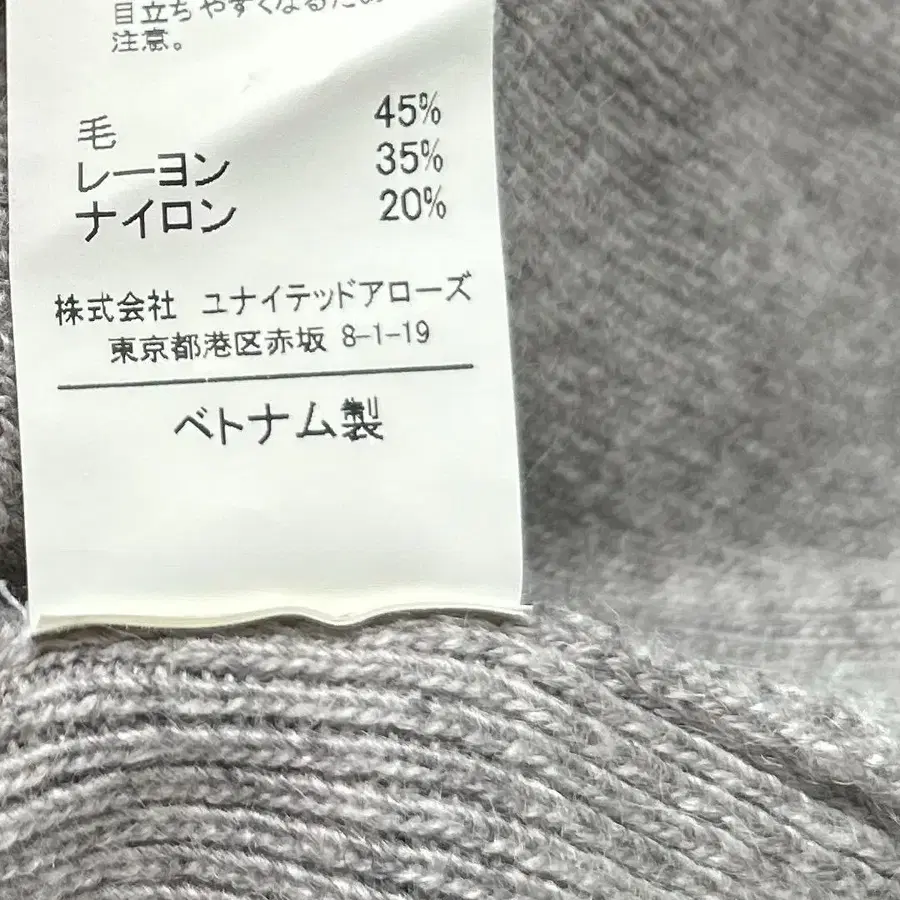 目立ちやすくなるため
注意。
毛 45%
レーヨン 35%
ナイロン 20%
株式会社 ユナイテッドアローズ
東京都港区赤坂 8-1-19
ベトナム製